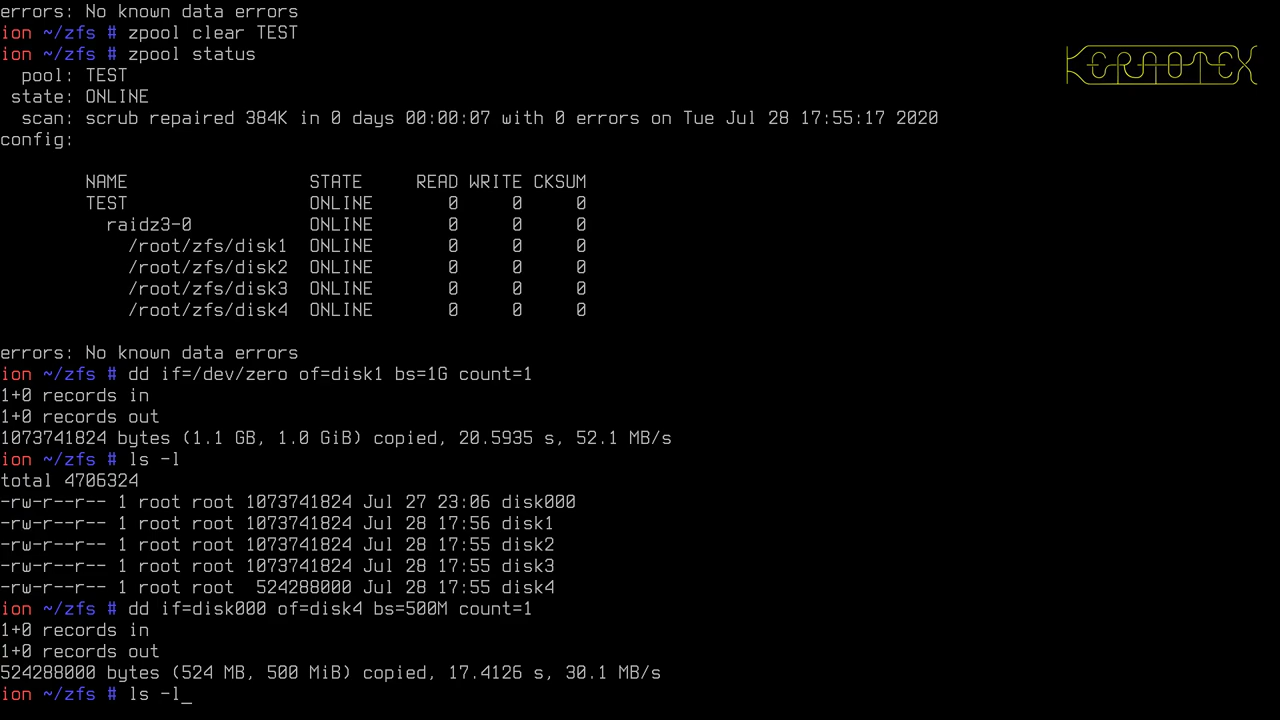 errors: No known data errors
ion ~/zfs # zpool clear TEST
ion ~/zfs # zpool status
  pool: TEST
 state: ONLINE
  scan: scrub repaired 384K in 0 days 00:00:07 with 0 errors on Tue Jul 28 17:55:17 2020
config:
        NAME                 STATE     READ WRITE CKSUM
        TEST                 ONLINE       0     0     0
          raidz3-0           ONLINE       0     0     0
            /root/zfs/disk1  ONLINE       0     0     0
            /root/zfs/disk2  ONLINE       0     0     0
            /root/zfs/disk3  ONLINE       0     0     0
            /root/zfs/disk4  ONLINE       0     0     0
errors: No known data errors
ion ~/zfs # dd if=/dev/zero of=disk1 bs=1G count=1
1+0 records in
1+0 records out
1073741824 bytes (1.1 GB, 1.0 GiB) copied, 20.5935 s, 52.1 MB/s
ion ~/zfs # ls -l
total 4706324
-rw-r--r-- 1 root root 1073741824 Jul 27 23:06 disk000
-rw-r--r-- 1 root root 1073741824 Jul 28 17:56 disk1
-rw-r--r-- 1 root root 1073741824 Jul 28 17:55 disk2
-rw-r--r-- 1 root root 1073741824 Jul 28 17:55 disk3
-rw-r--r-- 1 root root  524288000 Jul 28 17:55 disk4
ion ~/zfs # dd if=disk000 of=disk4 bs=500M count=1
1+0 records in
1+0 records out
524288000 bytes (524 MB, 500 MiB) copied, 17.4126 s, 30.1 MB/s
ion ~/zfs # ls -l_
KERAOTEX